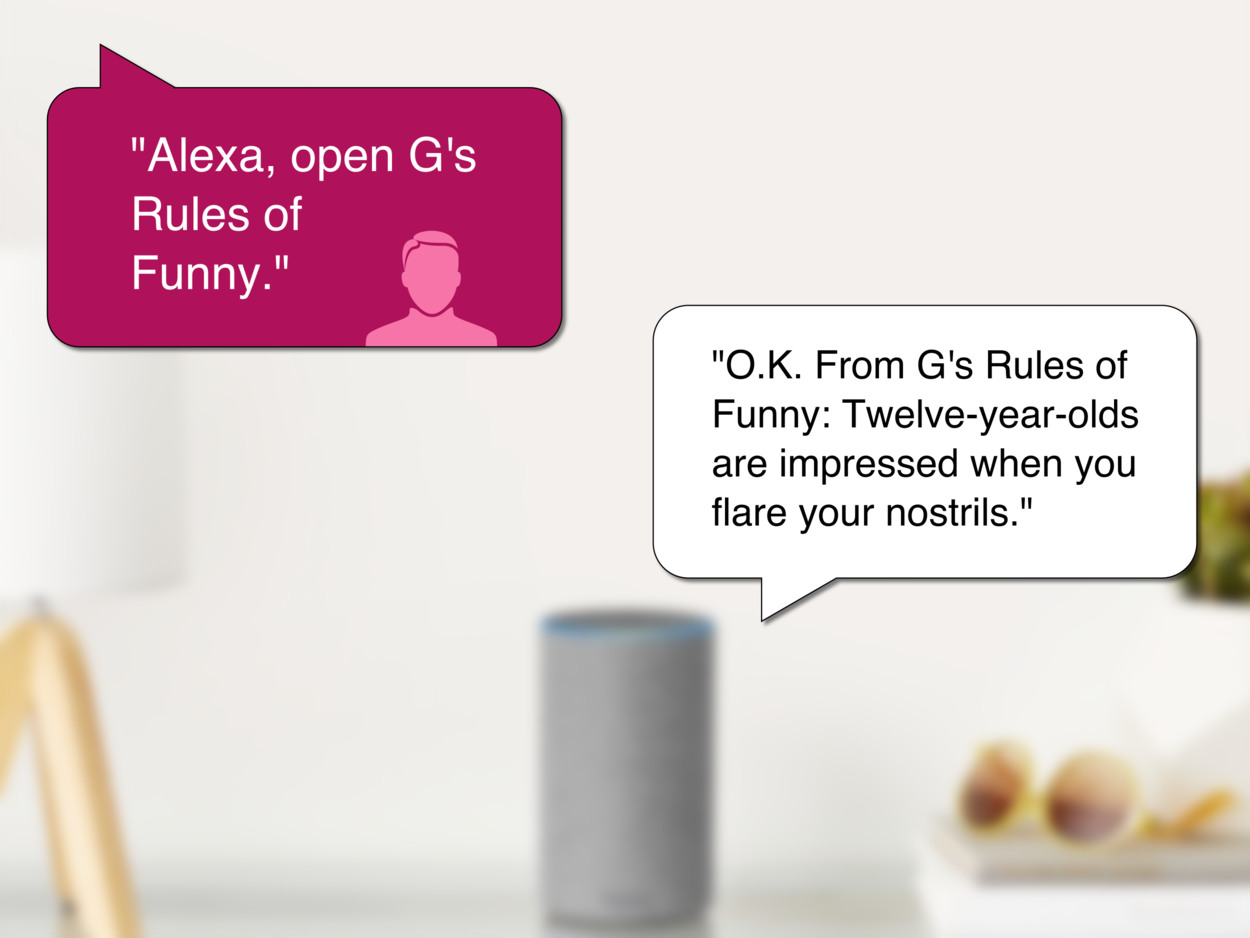 "Alexa, open G's
Rules of
Funny."
"O.K. From G's Rules of
Funny: Twelve-year-olds
are impressed when you
flare your nostrils."